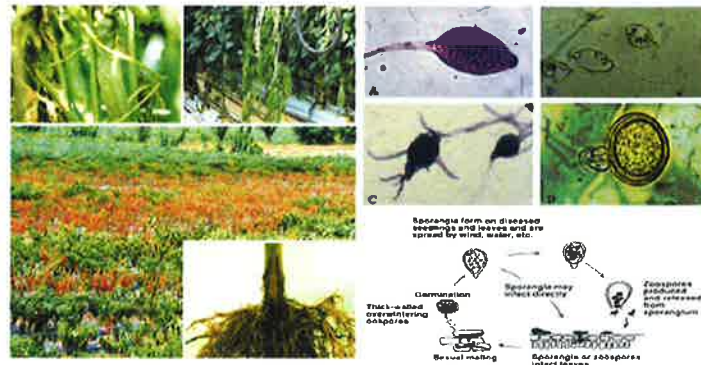 A
C
D
Sporangia form on diseased
seedlings and leaves and are
spread by wind, water, etc.
Germination
Thick-walled
overwintering
oospores
Sporangia may
infect directly
Zoospores
produced
and released
from
sporangium
Sexual mating
Sporangia or zoospores
infect leaves